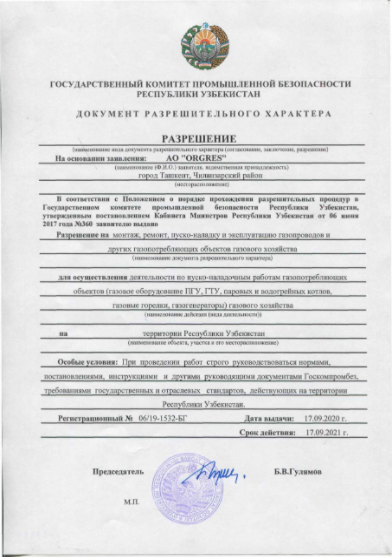 ГОСУДАРСТВЕННЫЙ КОМИТЕТ ПРОМЫШЛЕННОЙ БЕЗОПАСНОСТИ
РЕСПУБЛИКИ УЗБЕКИСТАН
ДОКУМЕНТ РАЗРЕШИТЕЛЬНОГО ХАРАКТЕРА
РАЗРЕШЕНИЕ
(наименование вида документа разрешительного характера (согласование, заключение, разрешение)
На основании заявления: АО "ORGRES"
(наименование (Ф.И.О.) заявителя, ведомственная принадлежность)
город Ташкент, Чиланзарский район
(месторасположение)
В соответствии с Положением о порядке прохождения разрешительных процедур в
Государственном комитете промышленной безопасности Республики Узбекистан,
утвержденным постановлением Кабинета Министров Республики Узбекистан от 06 июня
2017 года №360 заявителю выдано
Разрешение на монтаж, ремонт, пуско-наладку и эксплуатацию газопроводов и
других газопотребляющих объектов газового хозяйства
(наименование документа разрешительного характера)
для осуществления деятельности по пуско-наладочным работам газопотребляющих
объектов (газовое оборудование ПГУ, ГТУ, паровых и водогрейных котлов,
газовые горелки, газогенераторы) газового хозяйства
(наименование действия (вида деятельности))
на территории Республики Узбекистан
(наименование объекта, участка и его месторасположение)
Особые условия: При проведении работ строго руководствоваться нормами,
постановлениями, инструкциями и другими руководящими документами Госкомпромбез,
требованиями государственных и отраслевых стандартов, действующих на территории
Республики Узбекистан.
Регистрационный № 06/19-1532-БГ Дата выдачи: 17.09.2020 г.
Срок действия: 17.09.2021 г.
Председатель Б.В.Гулямов
М.П.